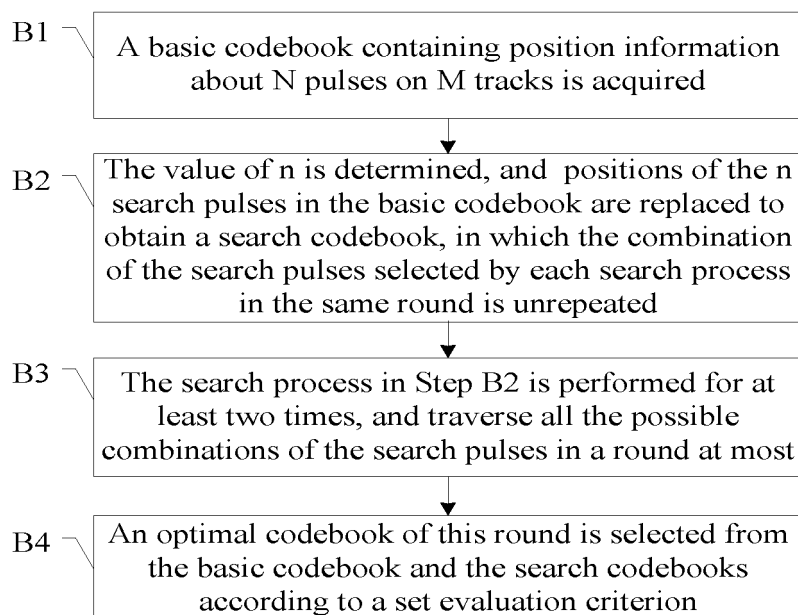 B1
A basic codebook containing position information
about N pulses on M tracks is acquired
B2
The value of n is determined, and positions of the n
search pulses in the basic codebook are replaced to
obtain a search codebook, in which the combination
of the search pulses selected by each search process
in the same round is unrepeated
B3
The search process in Step B2 is performed for at
least two times, and traverse all the possible
combinations of the search pulses in a round at most
B4
An optimal codebook of this round is selected from
the basic codebook and the search codebooks
according to a set evaluation criterion